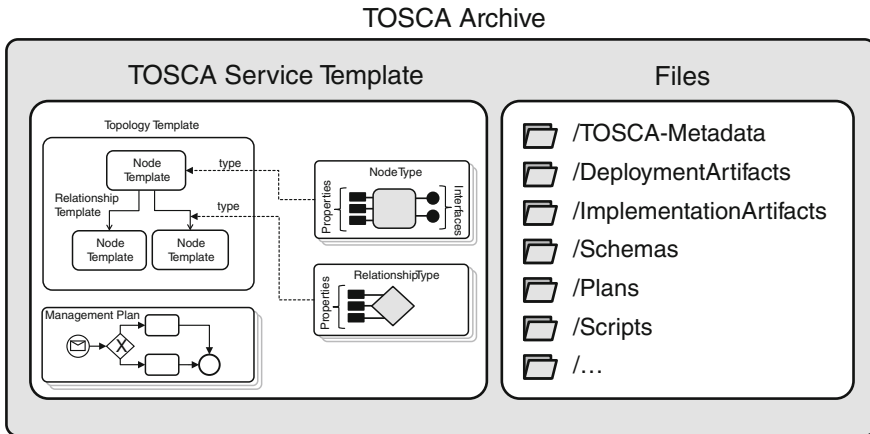 TOSCA Archive
TOSCA Service Template
Topology Template
Node
Template
type
Relationship
Template
type
Node
Template
Node
Template
NodeType
Properties
Interfaces
RelationshipType
Properties
Management Plan
X
Files
/TOSCA-Metadata
/DeploymentArtifacts
/ImplementationArtifacts
/Schemas
/Plans
/Scripts
/...